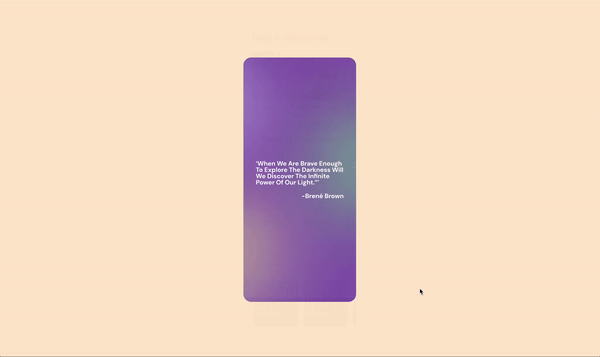 "When We Are Brave Enough
To Explore The Darkness Will
We Discover The Infinite
Power Of Our Light.""
~Brené Brown